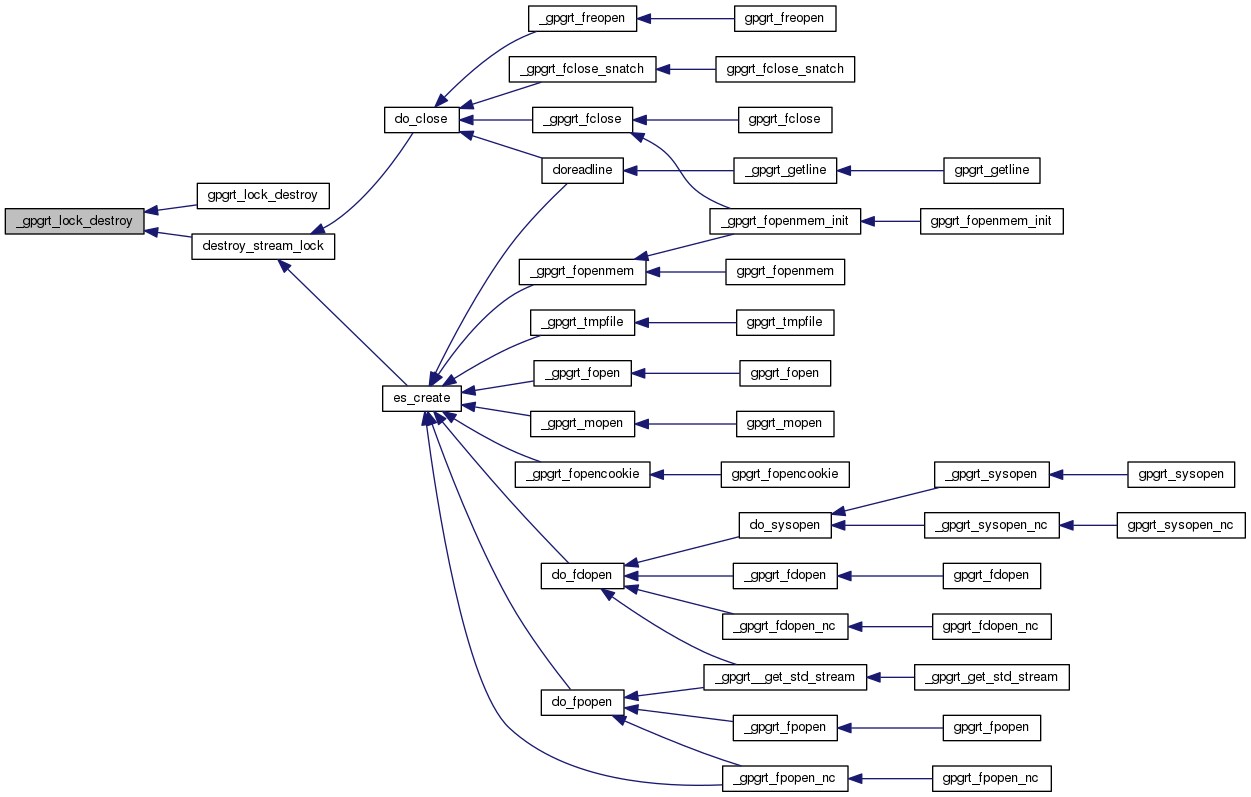 _gpgrt_freopen
gpgrt_freopen
_gpgrt_fclose_snatch
gpgrt_fclose_snatch
do_close
_gpgrt_fclose
gpgrt_fclose
doreadline
_gpgrt_getline
gpgrt_getline
gpgrt_lock_destroy
_gpgrt_lock_destroy
_gpgrt_fopenmem_init
gpgrt_fopenmem_init
destroy_stream_lock
_gpgrt_fopenmem
gpgrt_fopenmem
_gpgrt_tmpfile
gpgrt_tmpfile
_gpgrt_fopen
gpgrt_fopen
es_create
_gpgrt_mopen
gpgrt_mopen
_gpgrt_fopencookie
gpgrt_fopencookie
_gpgrt_sysopen
gpgrt_sysopen
do_sysopen
_gpgrt_sysopen_nc
gpgrt_sysopen_nc
do_fdopen
_gpgrt_fdopen
gpgrt_fdopen
_gpgrt_fdopen_nc
gpgrt_fdopen_nc
_gpgrt__get_std_stream
_gpgrt_get_std_stream
do_fpopen
_gpgrt_fpopen
gpgrt_fpopen
_gpgrt_fpopen_nc
gpgrt_fpopen_nc